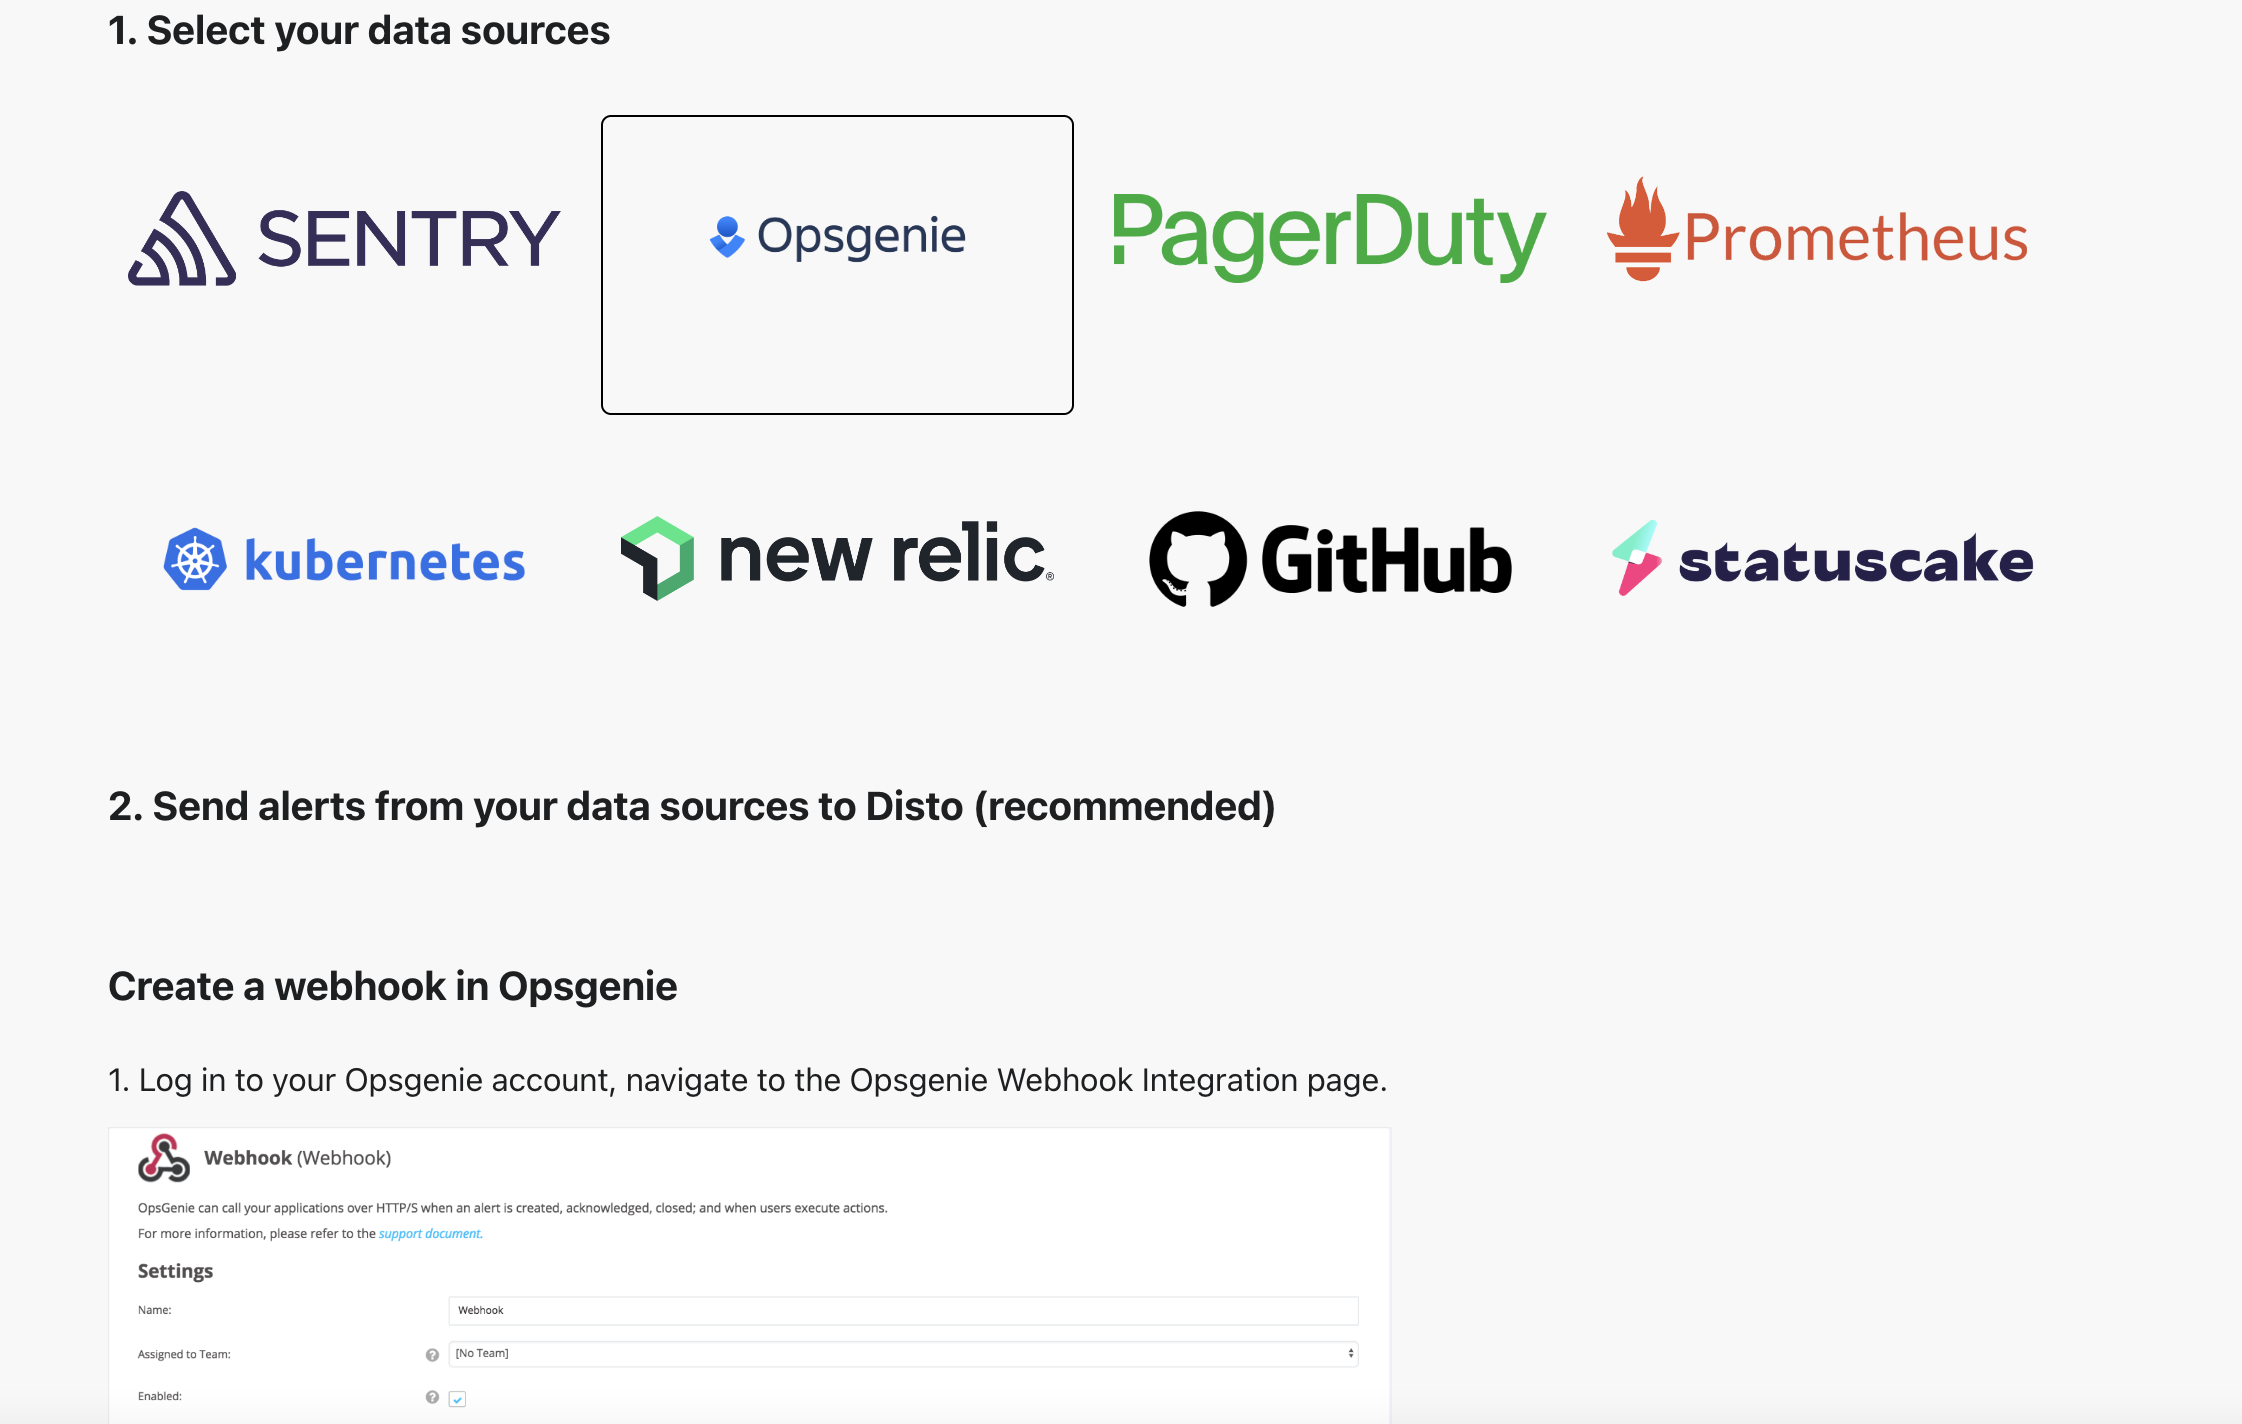 1. Select your data sources
SENTRY
Opsgenie
PagerDuty
Prometheus
kubernetes
new relic®
GitHub
statuscake
2. Send alerts from your data sources to Disto (recommended)
Create a webhook in Opsgenie
1. Log in to your Opsgenie account, navigate to the Opsgenie Webhook Integration page.
Webhook (Webhook)
OpsGenie can call your applications over HTTP/S when an alert is created, acknowledged, closed; and when users execute actions.
For more information, please refer to the support document.
Settings
Name:
Webhook
Assigned to Team:
?
[No Team]
Enabled:
?